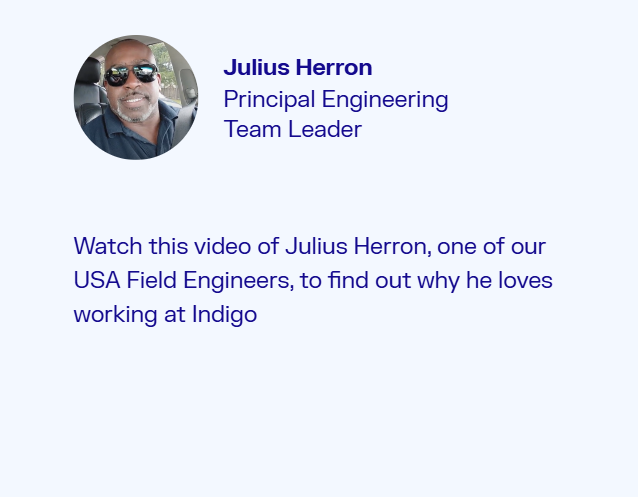 Julius Herron
Principal Engineering
Team Leader
Watch this video of Julius Herron, one of our
USA Field Engineers, to find out why he loves
working at Indigo